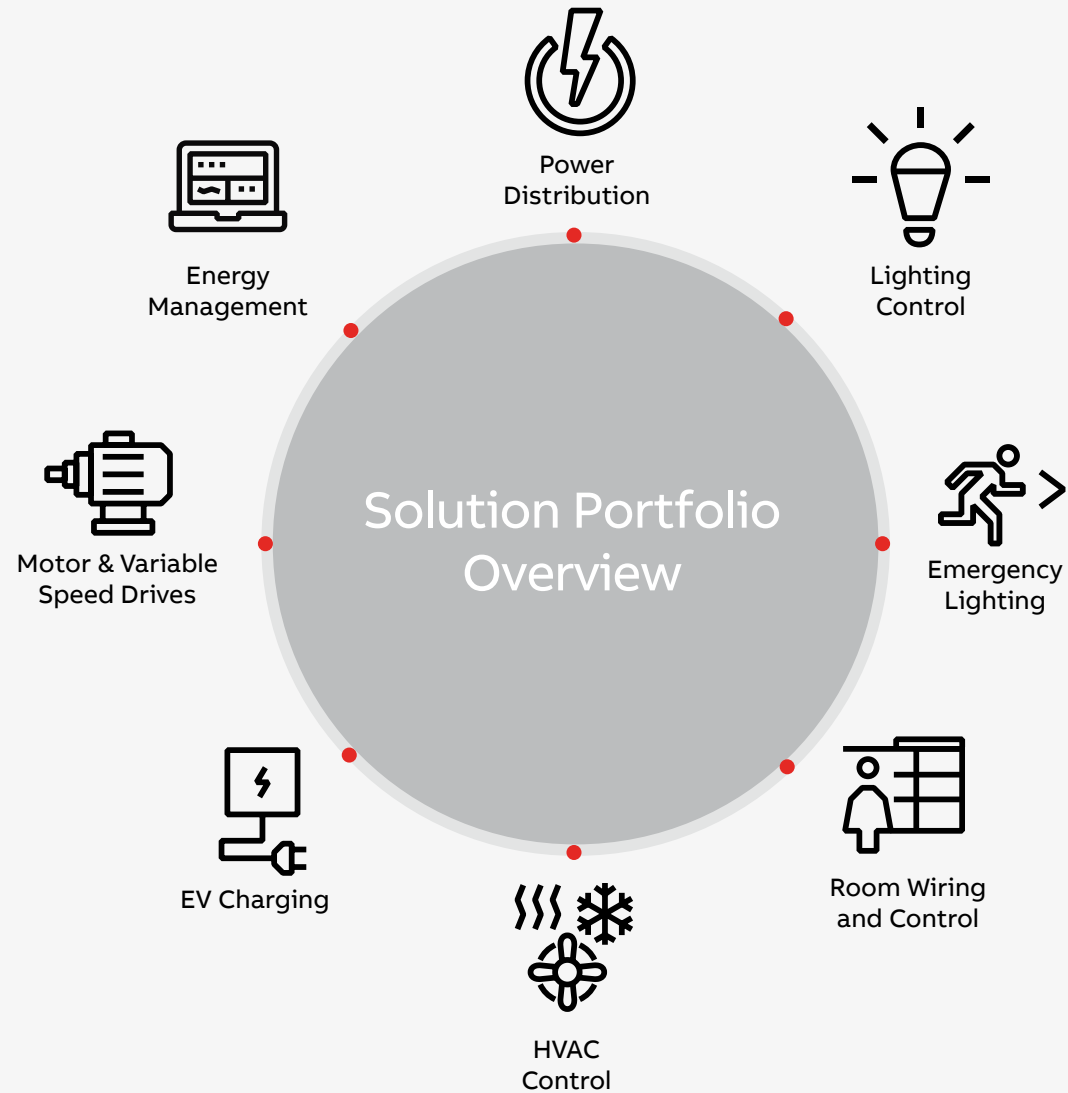 Power
Distribution
Lighting
Control
Energy
Management
Solution Portfolio
Overview
Motor & Variable
Speed Drives
Emergency
Lighting
EV Charging
Room Wiring
and Control
HVAC
Control